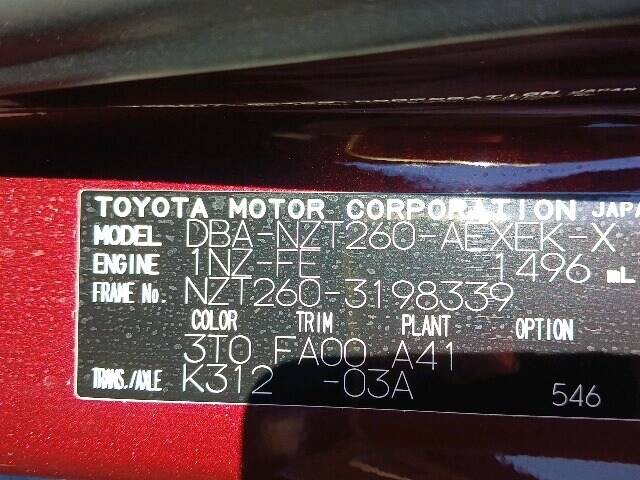 TOYOTA MOTOR CORPORATION JAPA
MODEL DBA-NZT260-AEXEK-X
ENGINE 1NZ-FE 1496 mL
FRAME No. NZT260-3198339
COLOR TRIM PLANT OPTION
3T0 FA00 A41
TRANS./AXLE K312 -03A 546